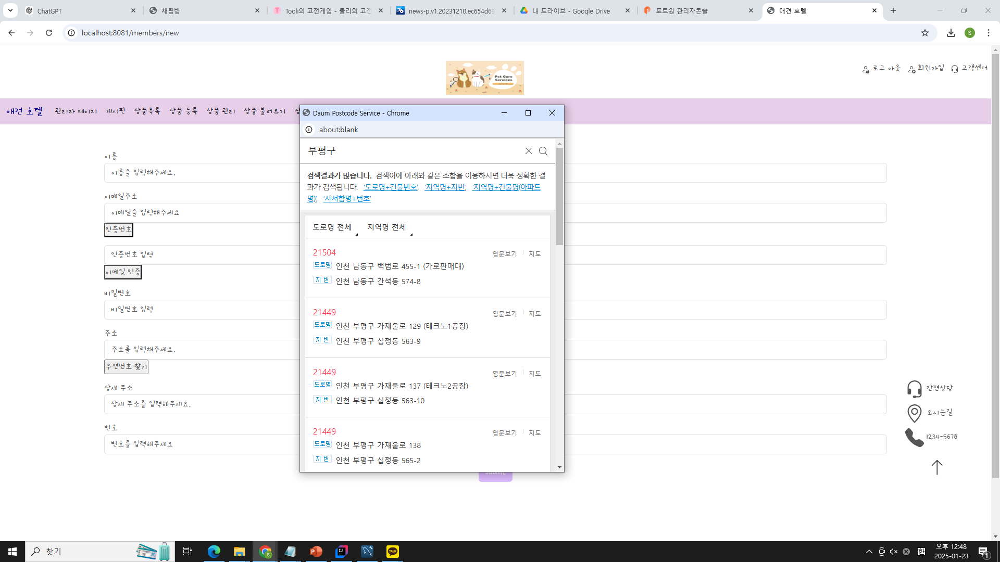 ChatGPT
채팅방
Tooli의 고전게임 - 툴리의 고전
news-p.v1.20231210.ec654d63
내 드라이브 - Google Drive
포트원 관리자콘솔
애견 호텔
localhost:8081/members/new
S
Pet Care
Services
로그 아웃
회원가입
고객센터
애견 호텔
관리자 페이지
게시판
상품목록
상품 등록
상품 관리
상품 불러오기
Daum Postcode Service - Chrome
about:blank
부평구
검색결과가 많습니다. 검색어에 아래와 같은 조합을 이용하시면 더욱 정확한 결
과가 검색됩니다. '도로명+건물번호', '지역명+지번', '지역명+건물명(아파트
명)', '사서함명+번호'
도로명 전체 지역명 전체
21504 영문보기 지도
도로명 인천 남동구 백범로 455-1 (가로판매대)
지 번 인천 남동구 간석동 574-8
21449 영문보기 지도
도로명 인천 부평구 가재울로 129 (테크노1공장)
지 번 인천 부평구 십정동 563-9
21449 영문보기 지도
도로명 인천 부평구 가재울로 137 (테크노2공장)
지 번 인천 부평구 십정동 563-10
21449 영문보기 지도
도로명 인천 부평구 가재울로 138
지 번 인천 부평구 십정동 565-2
이름
이름을 입력해주세요.
이메일주소
이메일을 입력해주세요
인증번호
인증번호 입력
이메일 인증
비밀번호
비밀번호 입력
주소
주소를 입력해주세요.
우편번호 찾기
상세 주소
상세 주소를 입력해주세요.
번호
번호를 입력해주세요
Submit
간편상담
오시는길
1234-5678
찾기
TALK
한
오후 12:48
2025-01-23
1